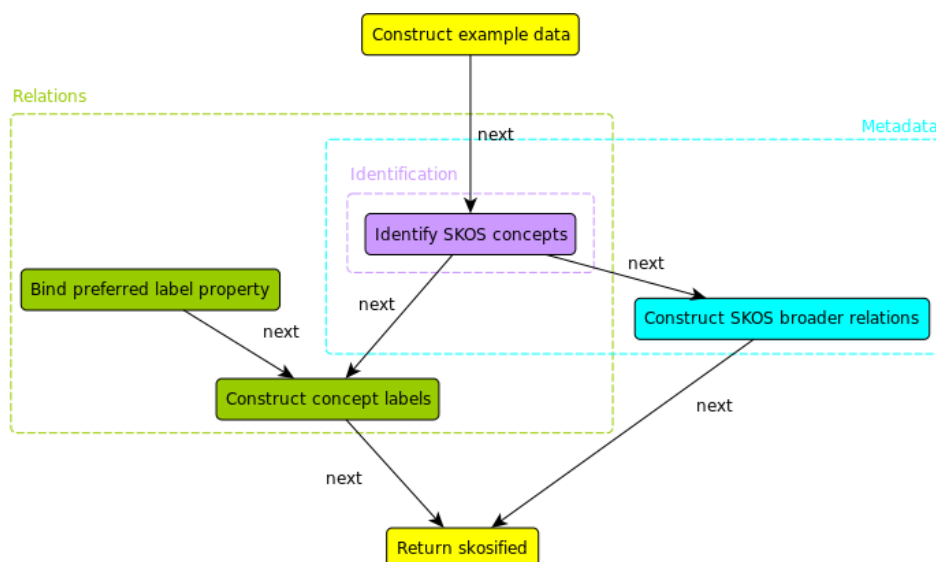 Construct example data
Relations
next
Metadata
Identification
Identify SKOS concepts
next
Bind preferred label property
next
Construct SKOS broader relations
next
Construct concept labels
next
next
Return skosified